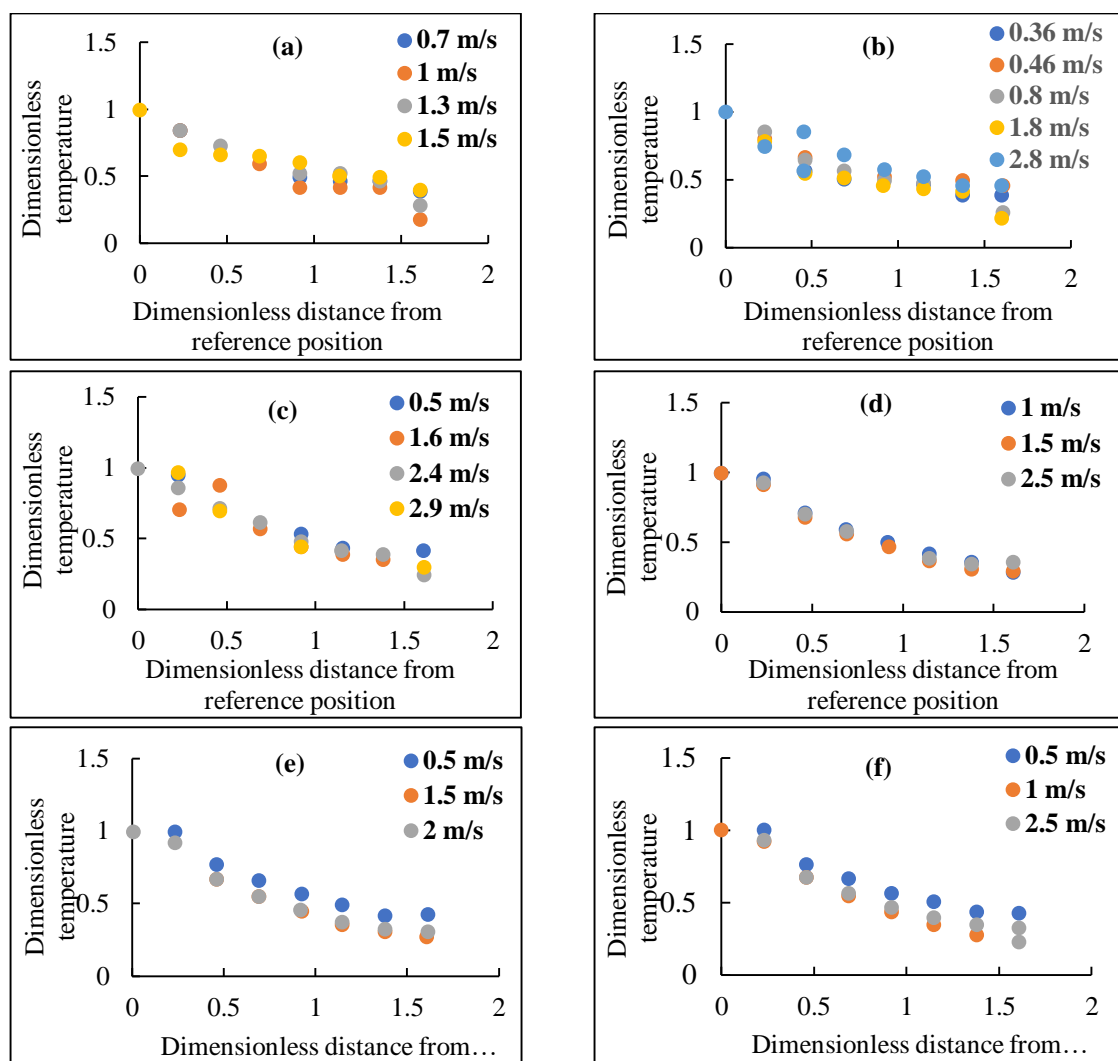 (a)
0.7 m/s
1 m/s
1.3 m/s
1.5 m/s
1.5
1
0.5
0
0
0.5
1
1.5
2
Dimensionless
temperature
Dimensionless distance from
reference position
(b)
0.36 m/s
0.46 m/s
0.8 m/s
1.8 m/s
2.8 m/s
1.5
1
0.5
0
0
0.5
1
1.5
2
Dimensionless
temperature
Dimensionless distance from
reference position
(c)
0.5 m/s
1.6 m/s
2.4 m/s
2.9 m/s
1.5
1
0.5
0
0
0.5
1
1.5
2
Dimensionless
temperature
Dimensionless distance from
reference position
(d)
1 m/s
1.5 m/s
2.5 m/s
1.5
1
0.5
0
0
0.5
1
1.5
2
Dimensionless
temperature
Dimensionless distance from
reference position
(e)
0.5 m/s
1.5 m/s
2 m/s
1.5
1
0.5
0
0
0.5
1
1.5
2
Dimensionless
temperature
Dimensionless distance from…
(f)
0.5 m/s
1 m/s
2.5 m/s
1.5
1
0.5
0
0
0.5
1
1.5
2
Dimensionless
temperature
Dimensionless distance from…